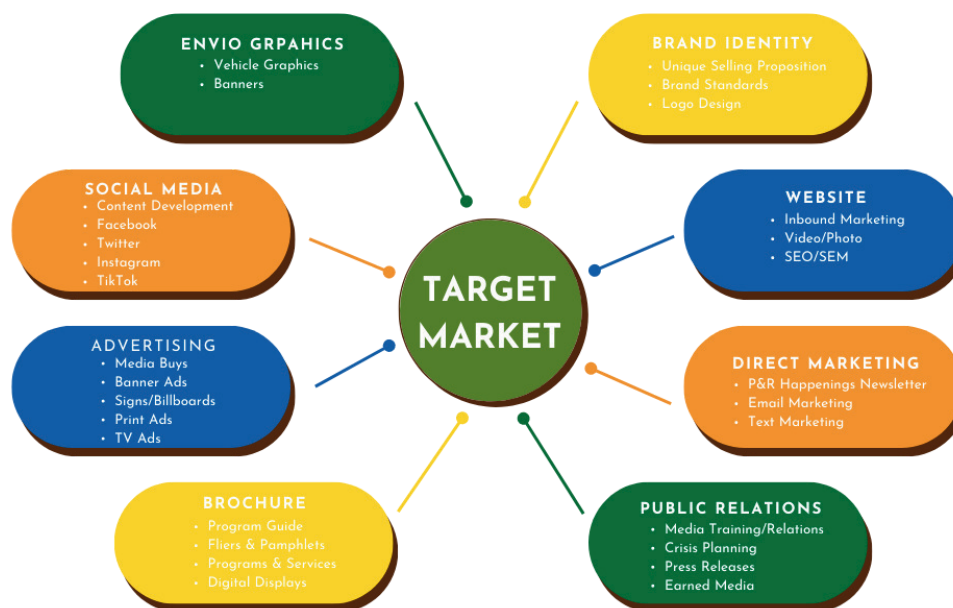 ENVIO GRPAHICS
• Vehicle Graphics
• Banners
BRAND IDENTITY
• Unique Selling Proposition
• Brand Standards
• Logo Design
SOCIAL MEDIA
• Content Development
• Facebook
• Twitter
• Instagram
• TikTok
WEBSITE
• Inbound Marketing
• Video/Photo
• SEO/SEM
TARGET
MARKET
ADVERTISING
• Media Buys
• Banner Ads
• Signs/Billboards
• Print Ads
• TV Ads
DIRECT MARKETING
• P&R Happenings Newsletter
• Email Marketing
• Text Marketing
BROCHURE
• Program Guide
• Fliers & Pamphlets
• Programs & Services
• Digital Displays
PUBLIC RELATIONS
• Media Training/Relations
• Crisis Planning
• Press Releases
• Earned Media